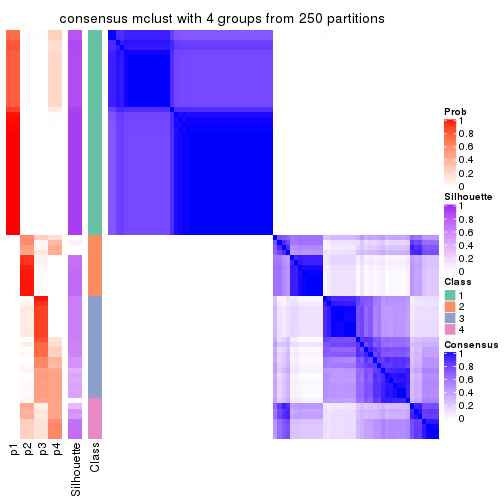 consensus mclust with 4 groups from 250 partitions
Prob
1
0.8
0.6
0.4
0.2
0
Silhouette
1
0.8
0.6
0.4
0.2
0
Class
1
2
3
4
Consensus
1
0.8
0.6
0.4
0.2
0
p1
p2
p3
p4
Silhouette
Class